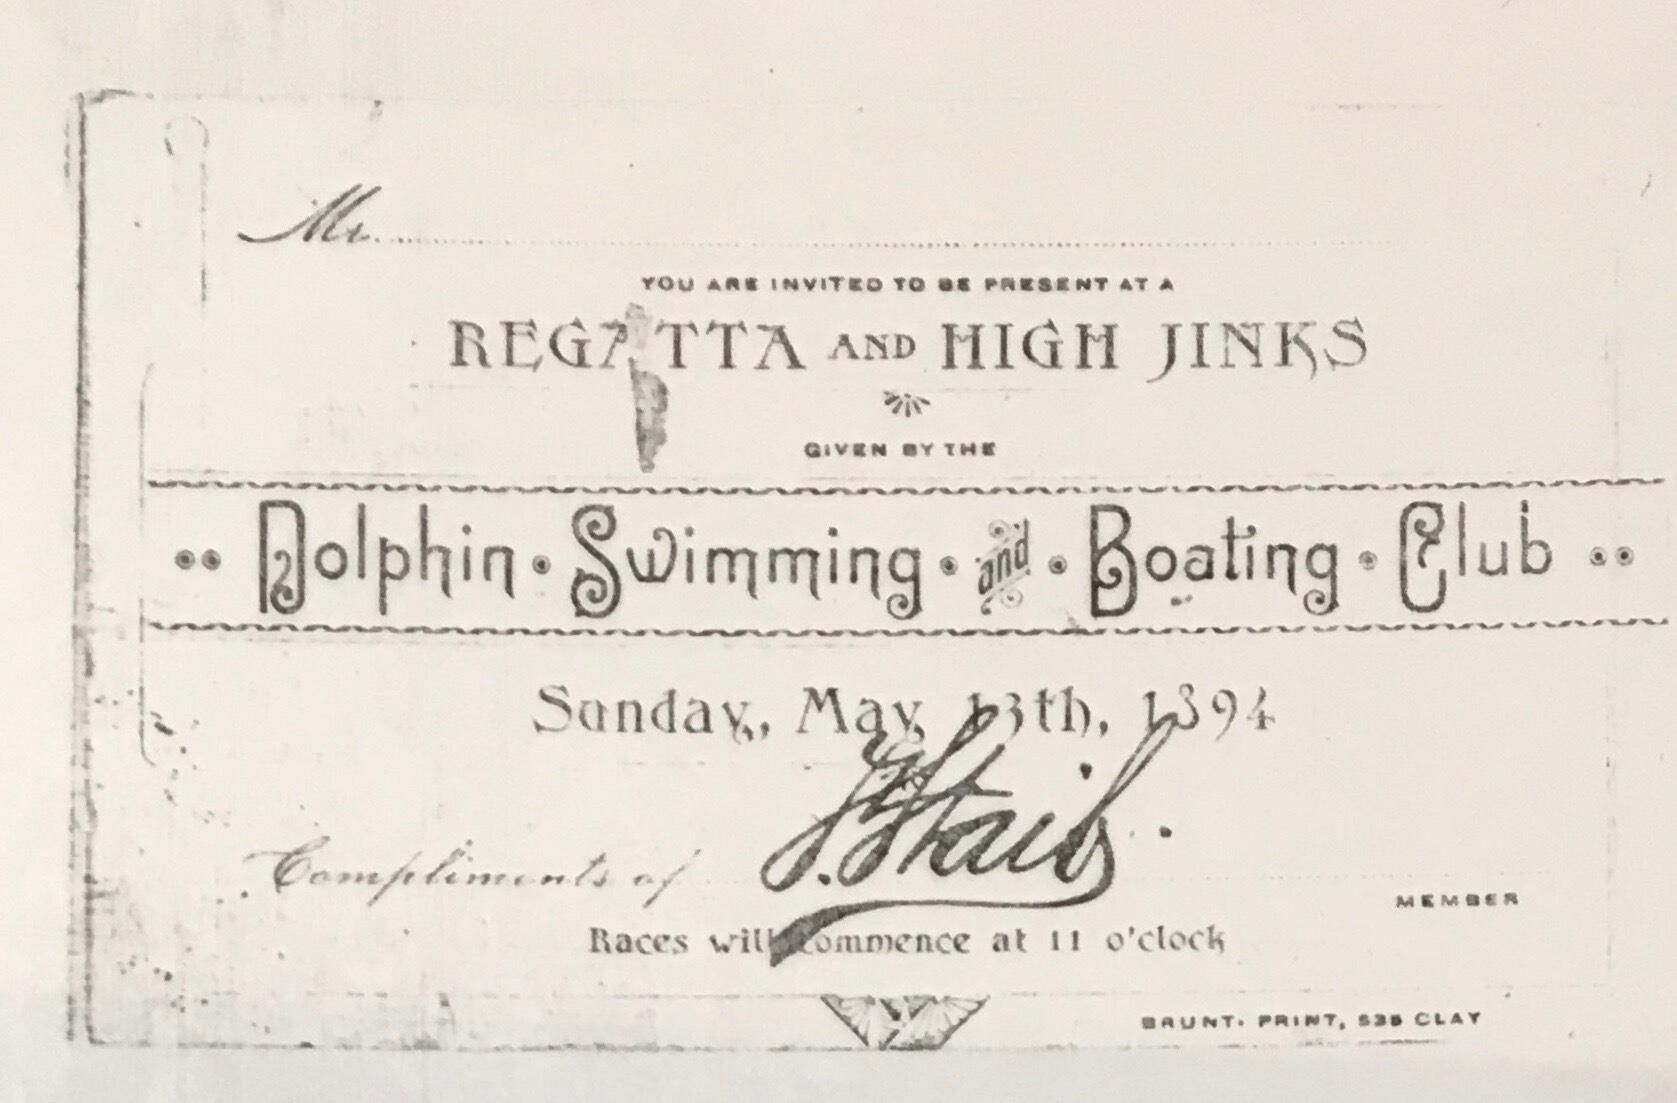 Mr.
YOU ARE INVITED TO BE PRESENT AT A
REGATTA AND HIGH JINKS
GIVEN BY THE
Dolphin · Swimming · and · Boating · Club
Sunday, May 13th, 1894
Compliments of
MEMBER
Races will commence at 11 o'clock
BRUNT. PRINT, 535 CLAY